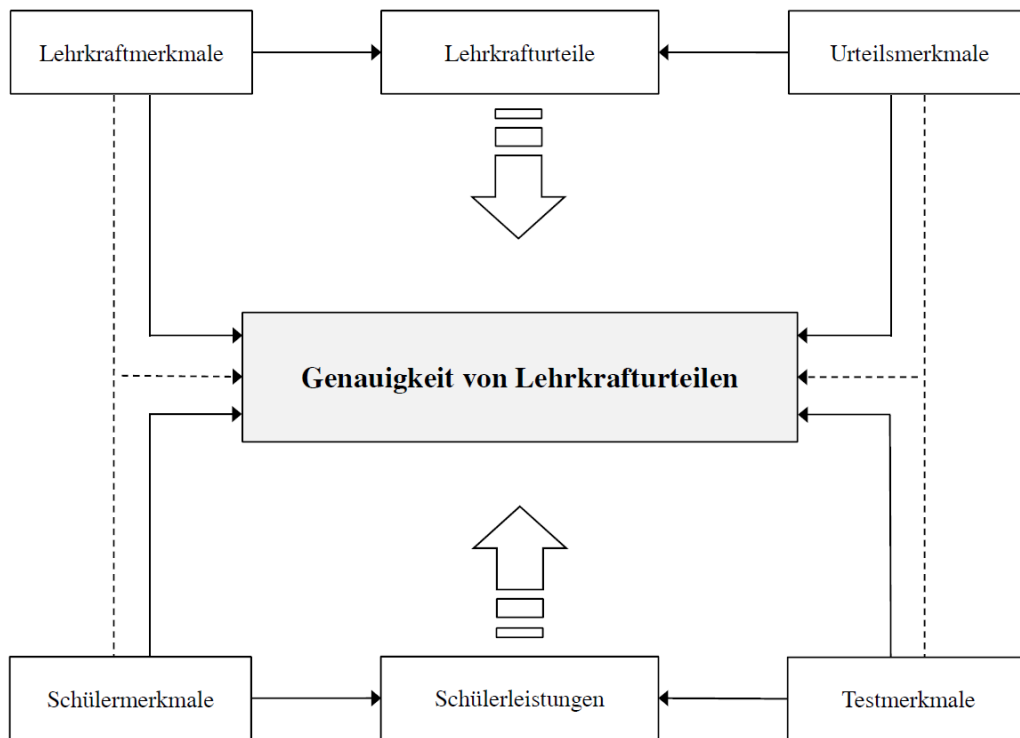 Lehrkraftmerkmale
Lehrkrafturteile
Urteilsmerkmale
Genauigkeit von Lehrkrafturteilen
Schülermerkmale
Schülerleistungen
Testmerkmale